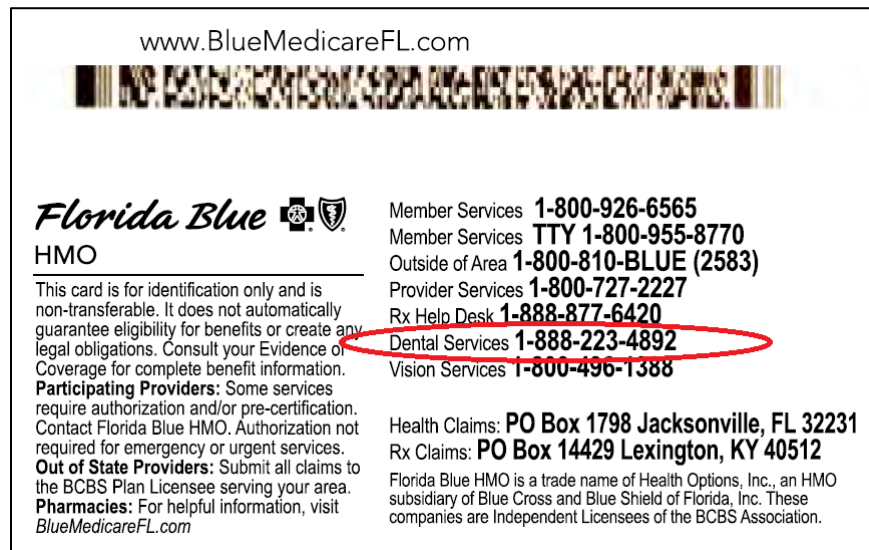 www.BlueMedicareFL.com
Florida Blue
HMO
This card is for identification only and is
non-transferable. It does not automatically
guarantee eligibility for benefits or create any
legal obligations. Consult your Evidence of
Coverage for complete benefit information.
Participating Providers: Some services
require authorization and/or pre-certification.
Contact Florida Blue HMO. Authorization not
required for emergency or urgent services.
Out of State Providers: Submit all claims to
the BCBS Plan Licensee serving your area.
Pharmacies: For helpful information, visit
BlueMedicareFL.com
Member Services 1-800-926-6565
Member Services TTY 1-800-955-8770
Outside of Area 1-800-810-BLUE (2583)
Provider Services 1-800-727-2227
Rx Help Desk 1-888-877-6420
Dental Services 1-888-223-4892
Vision Services 1-800-496-1388
Health Claims: PO Box 1798 Jacksonville, FL 32231
Rx Claims: PO Box 14429 Lexington, KY 40512
Florida Blue HMO is a trade name of Health Options, Inc., an HMO
subsidiary of Blue Cross and Blue Shield of Florida, Inc. These
companies are Independent Licensees of the BCBS Association.